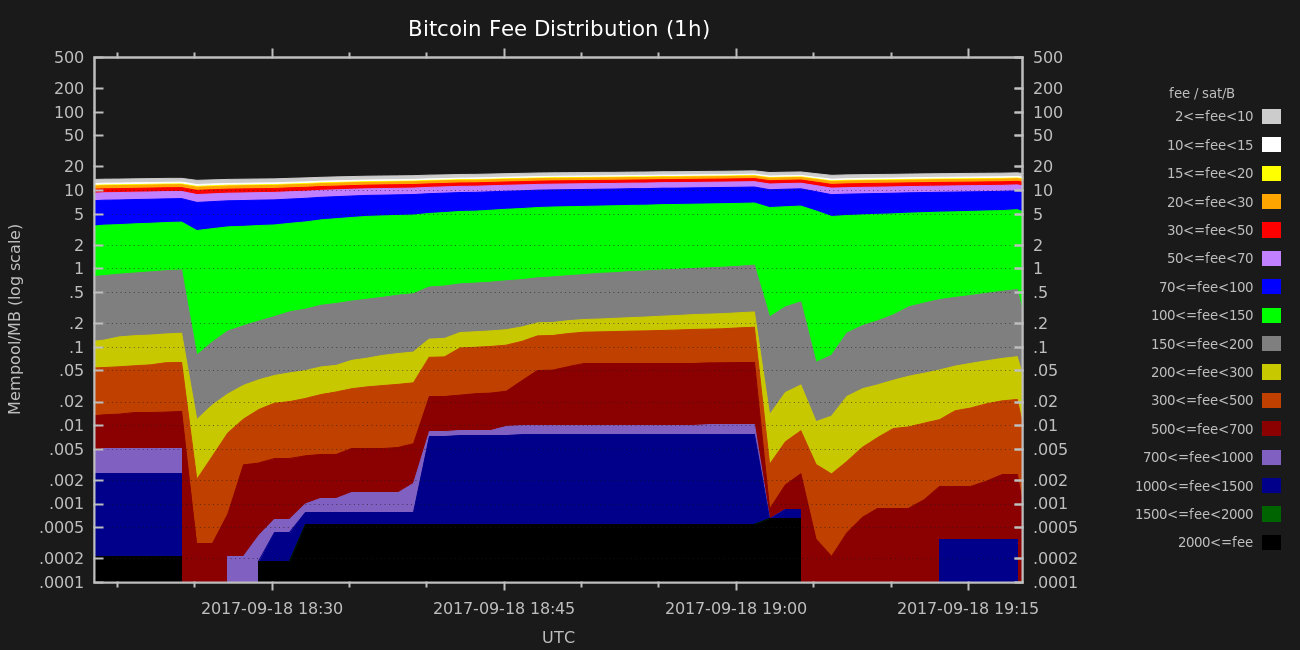 Bitcoin Fee Distribution (1h)
500
200
100
50
20
10
5
2
1
.5
.2
.1
.05
.02
.01
.005
.002
.001
.0005
.0002
.0001
Mempool/MB (log scale)
500
200
100
50
20
10
5
2
1
.5
.2
.1
.05
.02
.01
.005
.002
.001
.0005
.0002
.0001
2017-09-18 18:30
2017-09-18 18:45
2017-09-18 19:00
2017-09-18 19:15
UTC
fee / sat/B
2<=fee<10
10<=fee<15
15<=fee<20
20<=fee<30
30<=fee<50
50<=fee<70
70<=fee<100
100<=fee<150
150<=fee<200
200<=fee<300
300<=fee<500
500<=fee<700
700<=fee<1000
1000<=fee<1500
1500<=fee<2000
2000<=fee